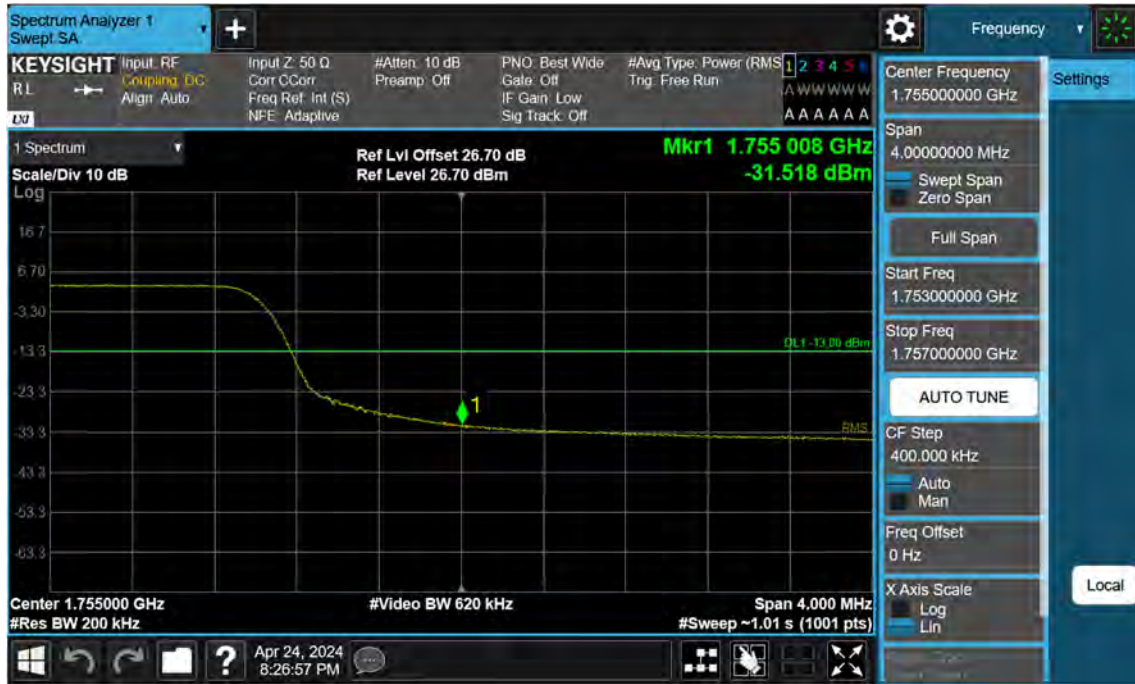 Spectrum Analyzer 1
Swept SA
+
Frequency
KEYSIGHT
RL
LXI
Input: RF
Coupling: DC
Align: Auto
Input Z: 50 Ω
Corr CCorr
Freq Ref: Int (S)
NFE: Adaptive
#Atten: 10 dB
Preamp: Off
PNO: Best Wide
Gate: Off
IF Gain: Low
Sig Track: Off
#Avg Type: Power (RMS
Trig: Free Run
1 2 3 4 5 6
A W W W W W
A A A A A A
1 Spectrum
Scale/Div 10 dB
Ref Lvl Offset 26.70 dB
Ref Level 26.70 dBm
Mkr1 1.755 008 GHz
-31.518 dBm
Log
16.7
6.70
-3.30
-13.3
-23.3
-33.3
-43.3
-53.3
-63.3
DL1 -13.00 dBm
1
RMS
Center 1.755000 GHz
#Res BW 200 kHz
#Video BW 620 kHz
Span 4.000 MHz
#Sweep ~1.01 s (1001 pts)
Center Frequency
1.755000000 GHz
Span
4.00000000 MHz
Swept Span
Zero Span
Full Span
Start Freq
1.753000000 GHz
Stop Freq
1.757000000 GHz
AUTO TUNE
CF Step
400.000 kHz
Auto
Man
Freq Offset
0 Hz
X Axis Scale
Log
Lin
Settings
Local
?
Apr 24, 2024
8:26:57 PM